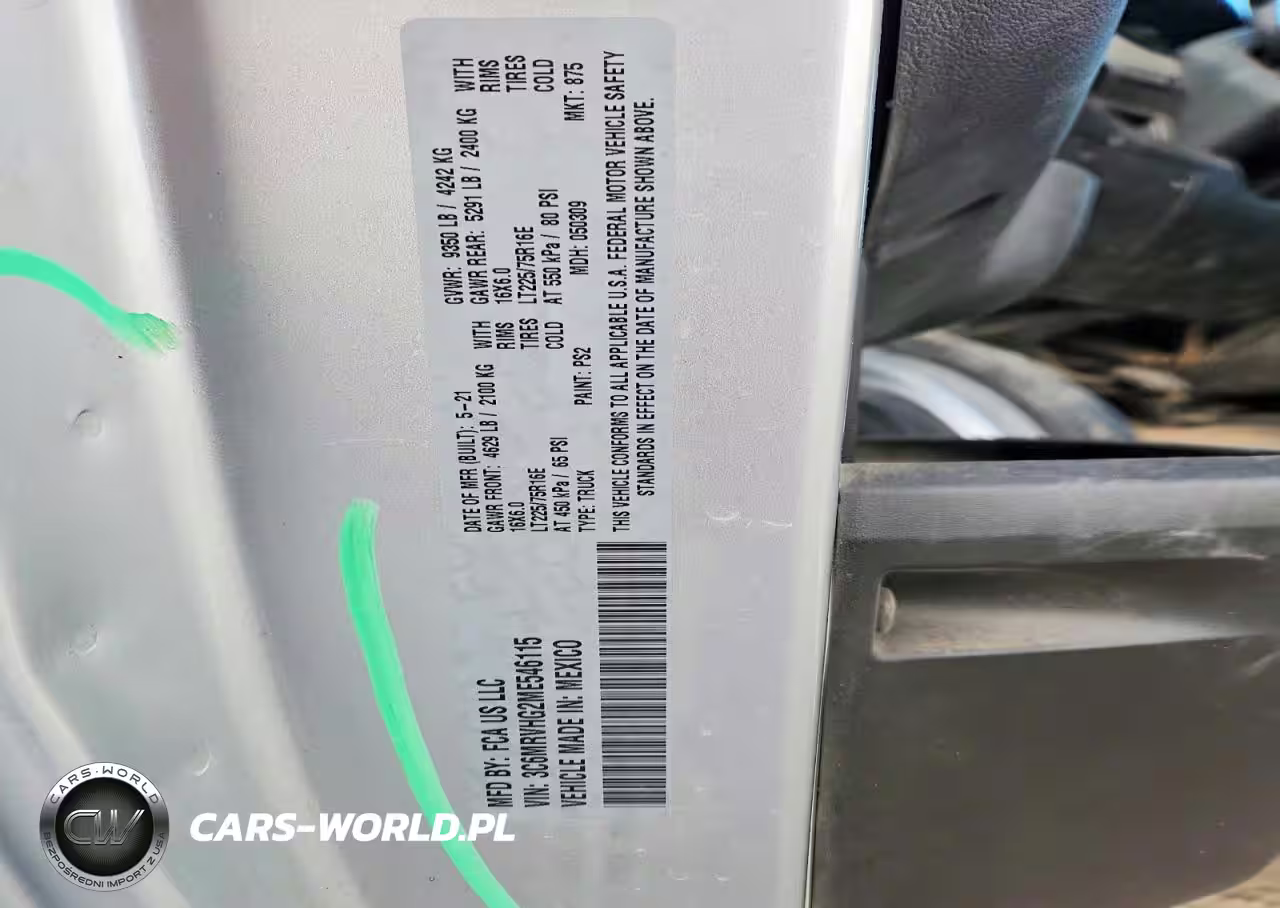 MFD BY: FCA US LLC
VIN: 3C6MRVHG2ME546115
VEHICLE MADE IN: MEXICO
DATE OF MFR (BUILT): 5-21
GAWR FRONT: 4629 LB / 2100 KG WITH
16X6.0 RIMS
LT225/75R16E TIRES
AT 450 kPa / 65 PSI COLD
TYPE: TRUCK PAINT: PS2
GVWR: 9350 LB / 4242 KG
GAWR REAR: 5291 LB / 2400 KG WITH
16X6.0 RIMS
LT225/75R16E TIRES
AT 550 kPa / 80 PSI COLD
MDH: 050309 MKT: 875
THIS VEHICLE CONFORMS TO ALL APPLICABLE U.S.A. FEDERAL MOTOR VEHICLE SAFETY
STANDARDS IN EFFECT ON THE DATE OF MANUFACTURE SHOWN ABOVE.
CARS-WORLD
CW
BEZPOŚREDNI IMPORT Z USA
CARS-WORLD.PL